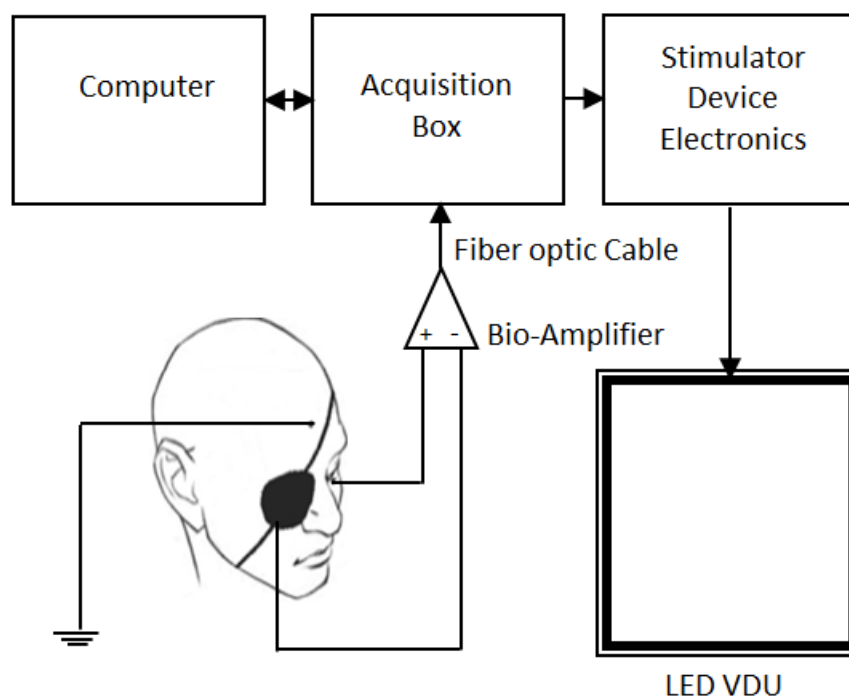 Computer
Acquisition
Box
Stimulator
Device
Electronics
Fiber optic Cable
+ -
Bio-Amplifier
LED VDU